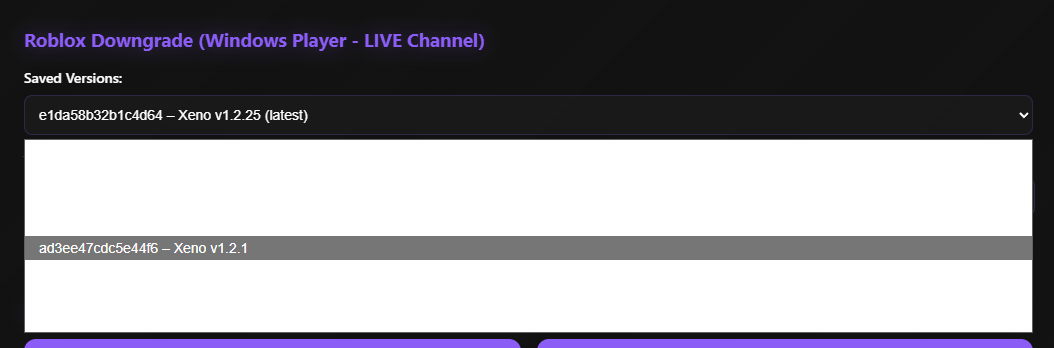 Roblox Downgrade (Windows Player - LIVE Channel)
Saved Versions:
e1da58b32b1c4d64 – Xeno v1.2.25 (latest)
ad3ee47cdc5e44f6 – Xeno v1.2.1